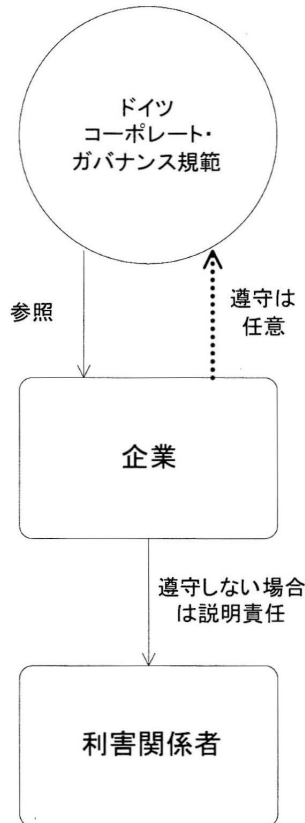 ドイツ
コーポレート・
ガバナンス規範
参照
遵守は
任意
企業
遵守しない場合
は説明責任
利害関係者